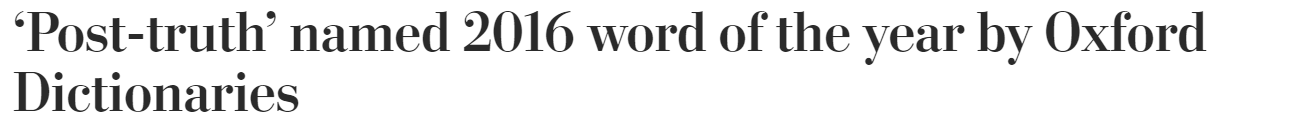 ‘Post-truth’ named 2016 word of the year by Oxford
Dictionaries